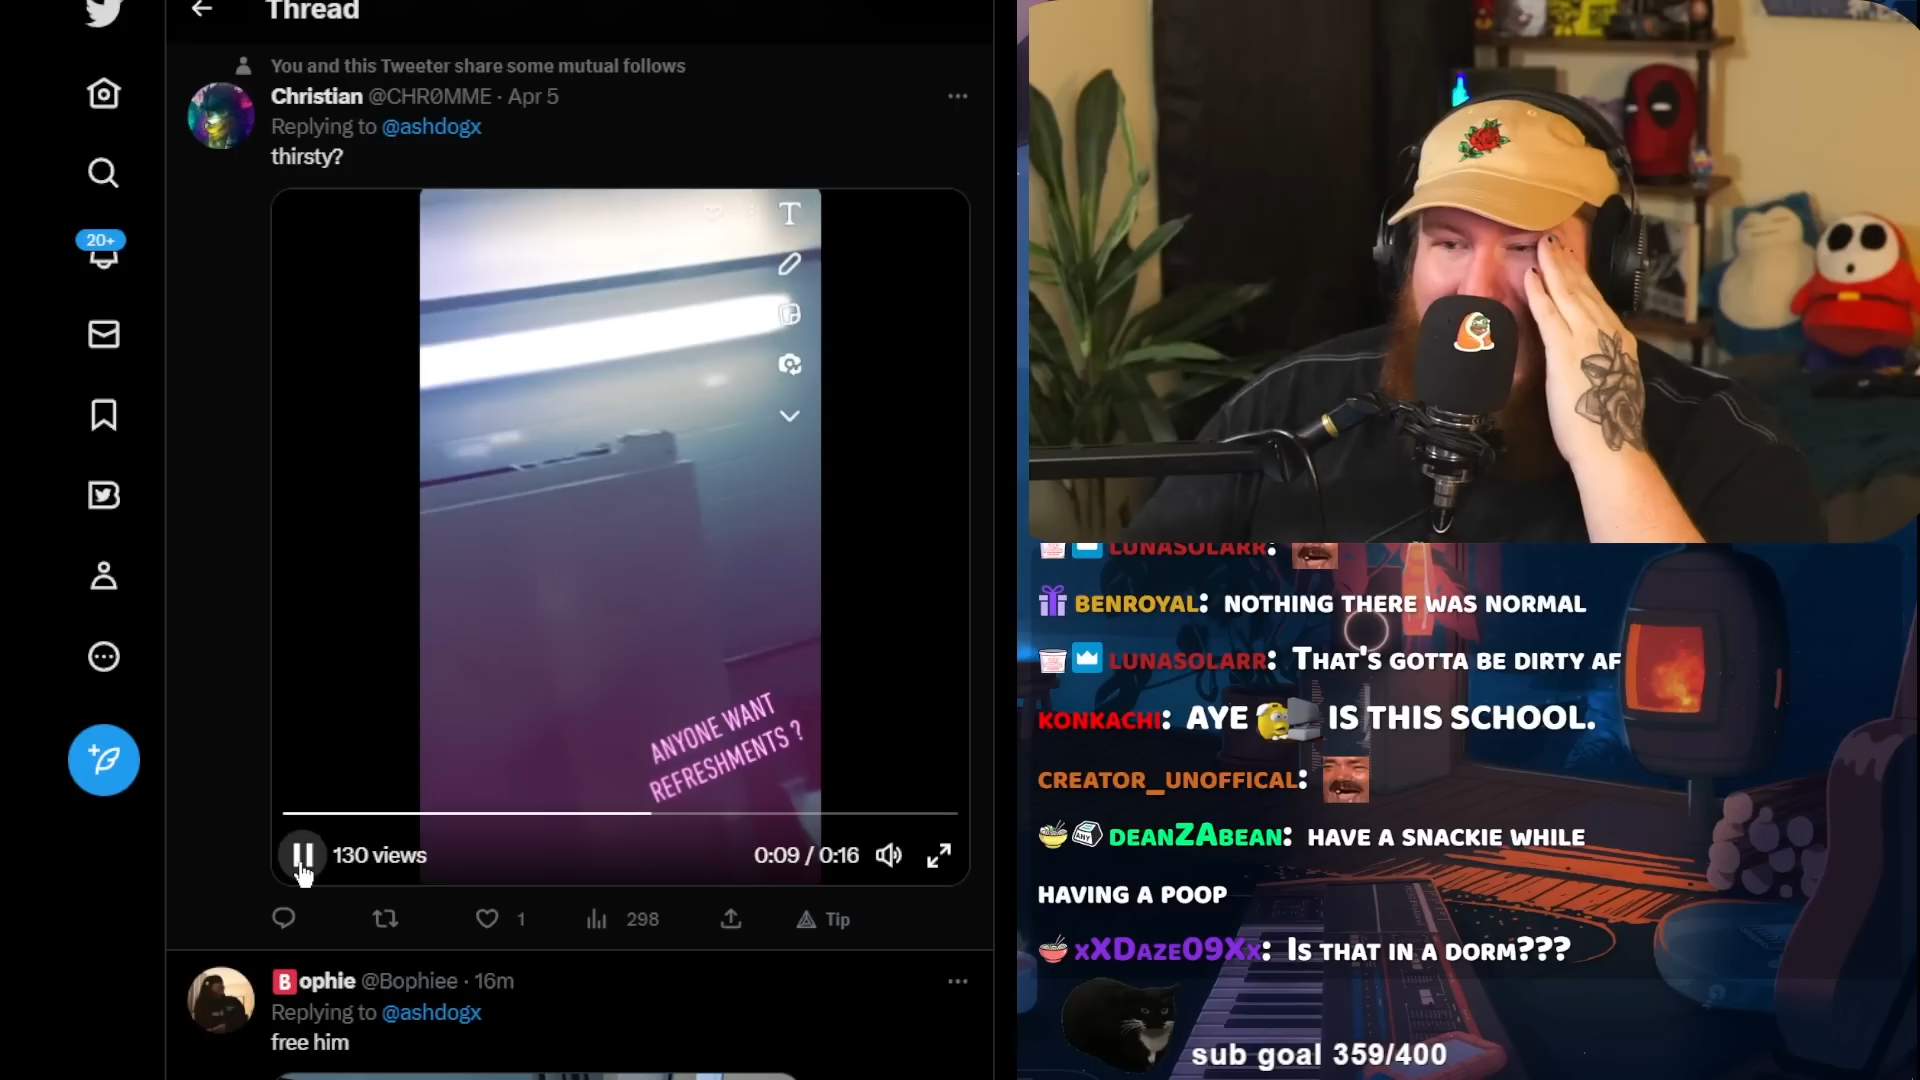 Thread
You and this Tweeter share some mutual follows
Christian @CHR0MME · Apr 5
Replying to @ashdogx
thirsty?
20+
T
ANYONE WANT
REFRESHMENTS ?
130 views
0:09 / 0:16
1
298
Tip
Bophie @Bophiee · 16m
Replying to @ashdogx
free him
LUNASOLARR:
BENROYAL: NOTHING THERE WAS NORMAL
LUNASOLARR: THAT'S GOTTA BE DIRTY AF
KONKACHI: AYE IS THIS SCHOOL.
CREATOR_UNOFFICAL:
ANY
DEANZABEAN: HAVE A SNACKIE WHILE
HAVING A POOP
XXDAZE09XX: IS THAT IN A DORM???
sub goal 359/400